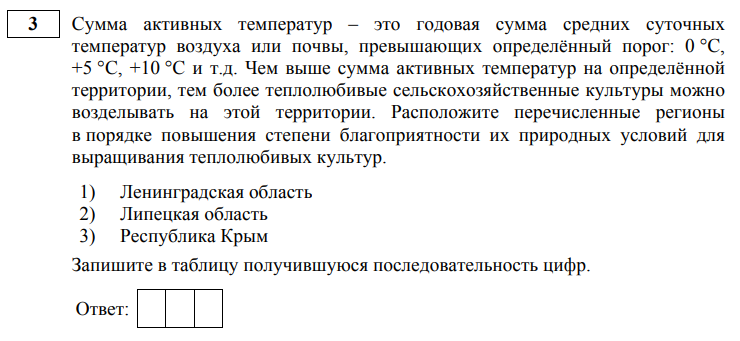 3
Сумма активных температур – это годовая сумма средних суточных
температур воздуха или почвы, превышающих определённый порог: 0 °С,
+5 °С, +10 °С и т.д. Чем выше сумма активных температур на определённой
территории, тем более теплолюбивые сельскохозяйственные культуры можно
возделывать на этой территории. Расположите перечисленные регионы
в порядке повышения степени благоприятности их природных условий для
выращивания теплолюбивых культур.
1) Ленинградская область
2) Липецкая область
3) Республика Крым
Запишите в таблицу получившуюся последовательность цифр.
Ответ: